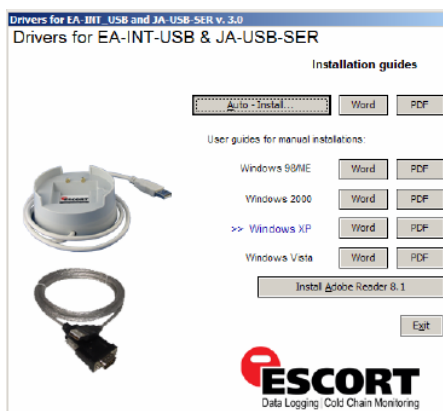 Drivers for EA-INT_USB and JA-USB-SER v. 3.0
Drivers for EA-INT-USB & JA-USB-SER
Installation guides
Auto - Install... Word PDF
User guides for manual installations:
Windows 98/ME Word PDF
Windows 2000 Word PDF
>> Windows XP Word PDF
Windows Vista Word PDF
Install Adobe Reader 8.1
Exit
ESCORT
ESCORT
Data Logging | Cold Chain Monitoring